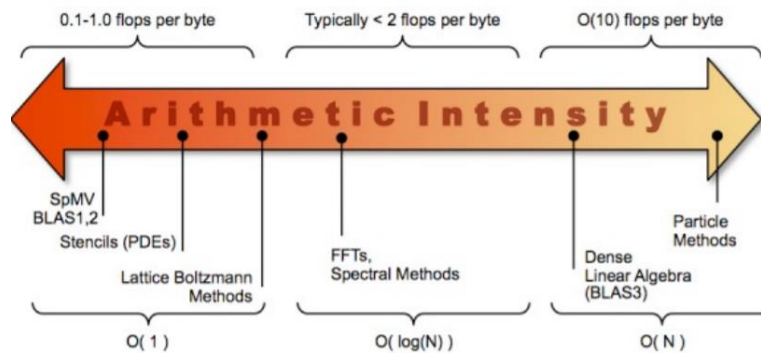 0.1-1.0 flops per byte
Typically < 2 flops per byte
O(10) flops per byte
Arithmetic Intensity
SpMV
BLAS1,2
Stencils (PDEs)
Lattice Boltzmann
Methods
FFTs,
Spectral Methods
Dense
Linear Algebra
(BLAS3)
Particle
Methods
O( 1 )
O( log(N) )
O( N )